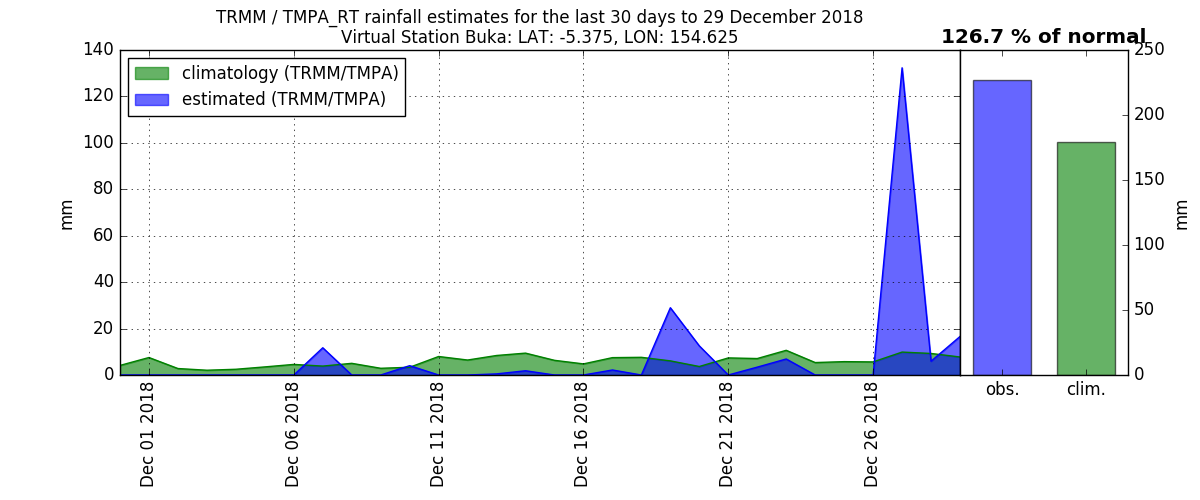 TRMM / TMPA_RT rainfall estimates for the last 30 days to 29 December 2018
Virtual Station Buka: LAT: -5.375, LON: 154.625
126.7 % of normal
climatology (TRMM/TMPA)
estimated (TRMM/TMPA)
mm
140
120
100
80
60
40
20
0
Dec 01 2018
Dec 06 2018
Dec 11 2018
Dec 16 2018
Dec 21 2018
Dec 26 2018
obs.
clim.
250
200
150
100
50
0
mm